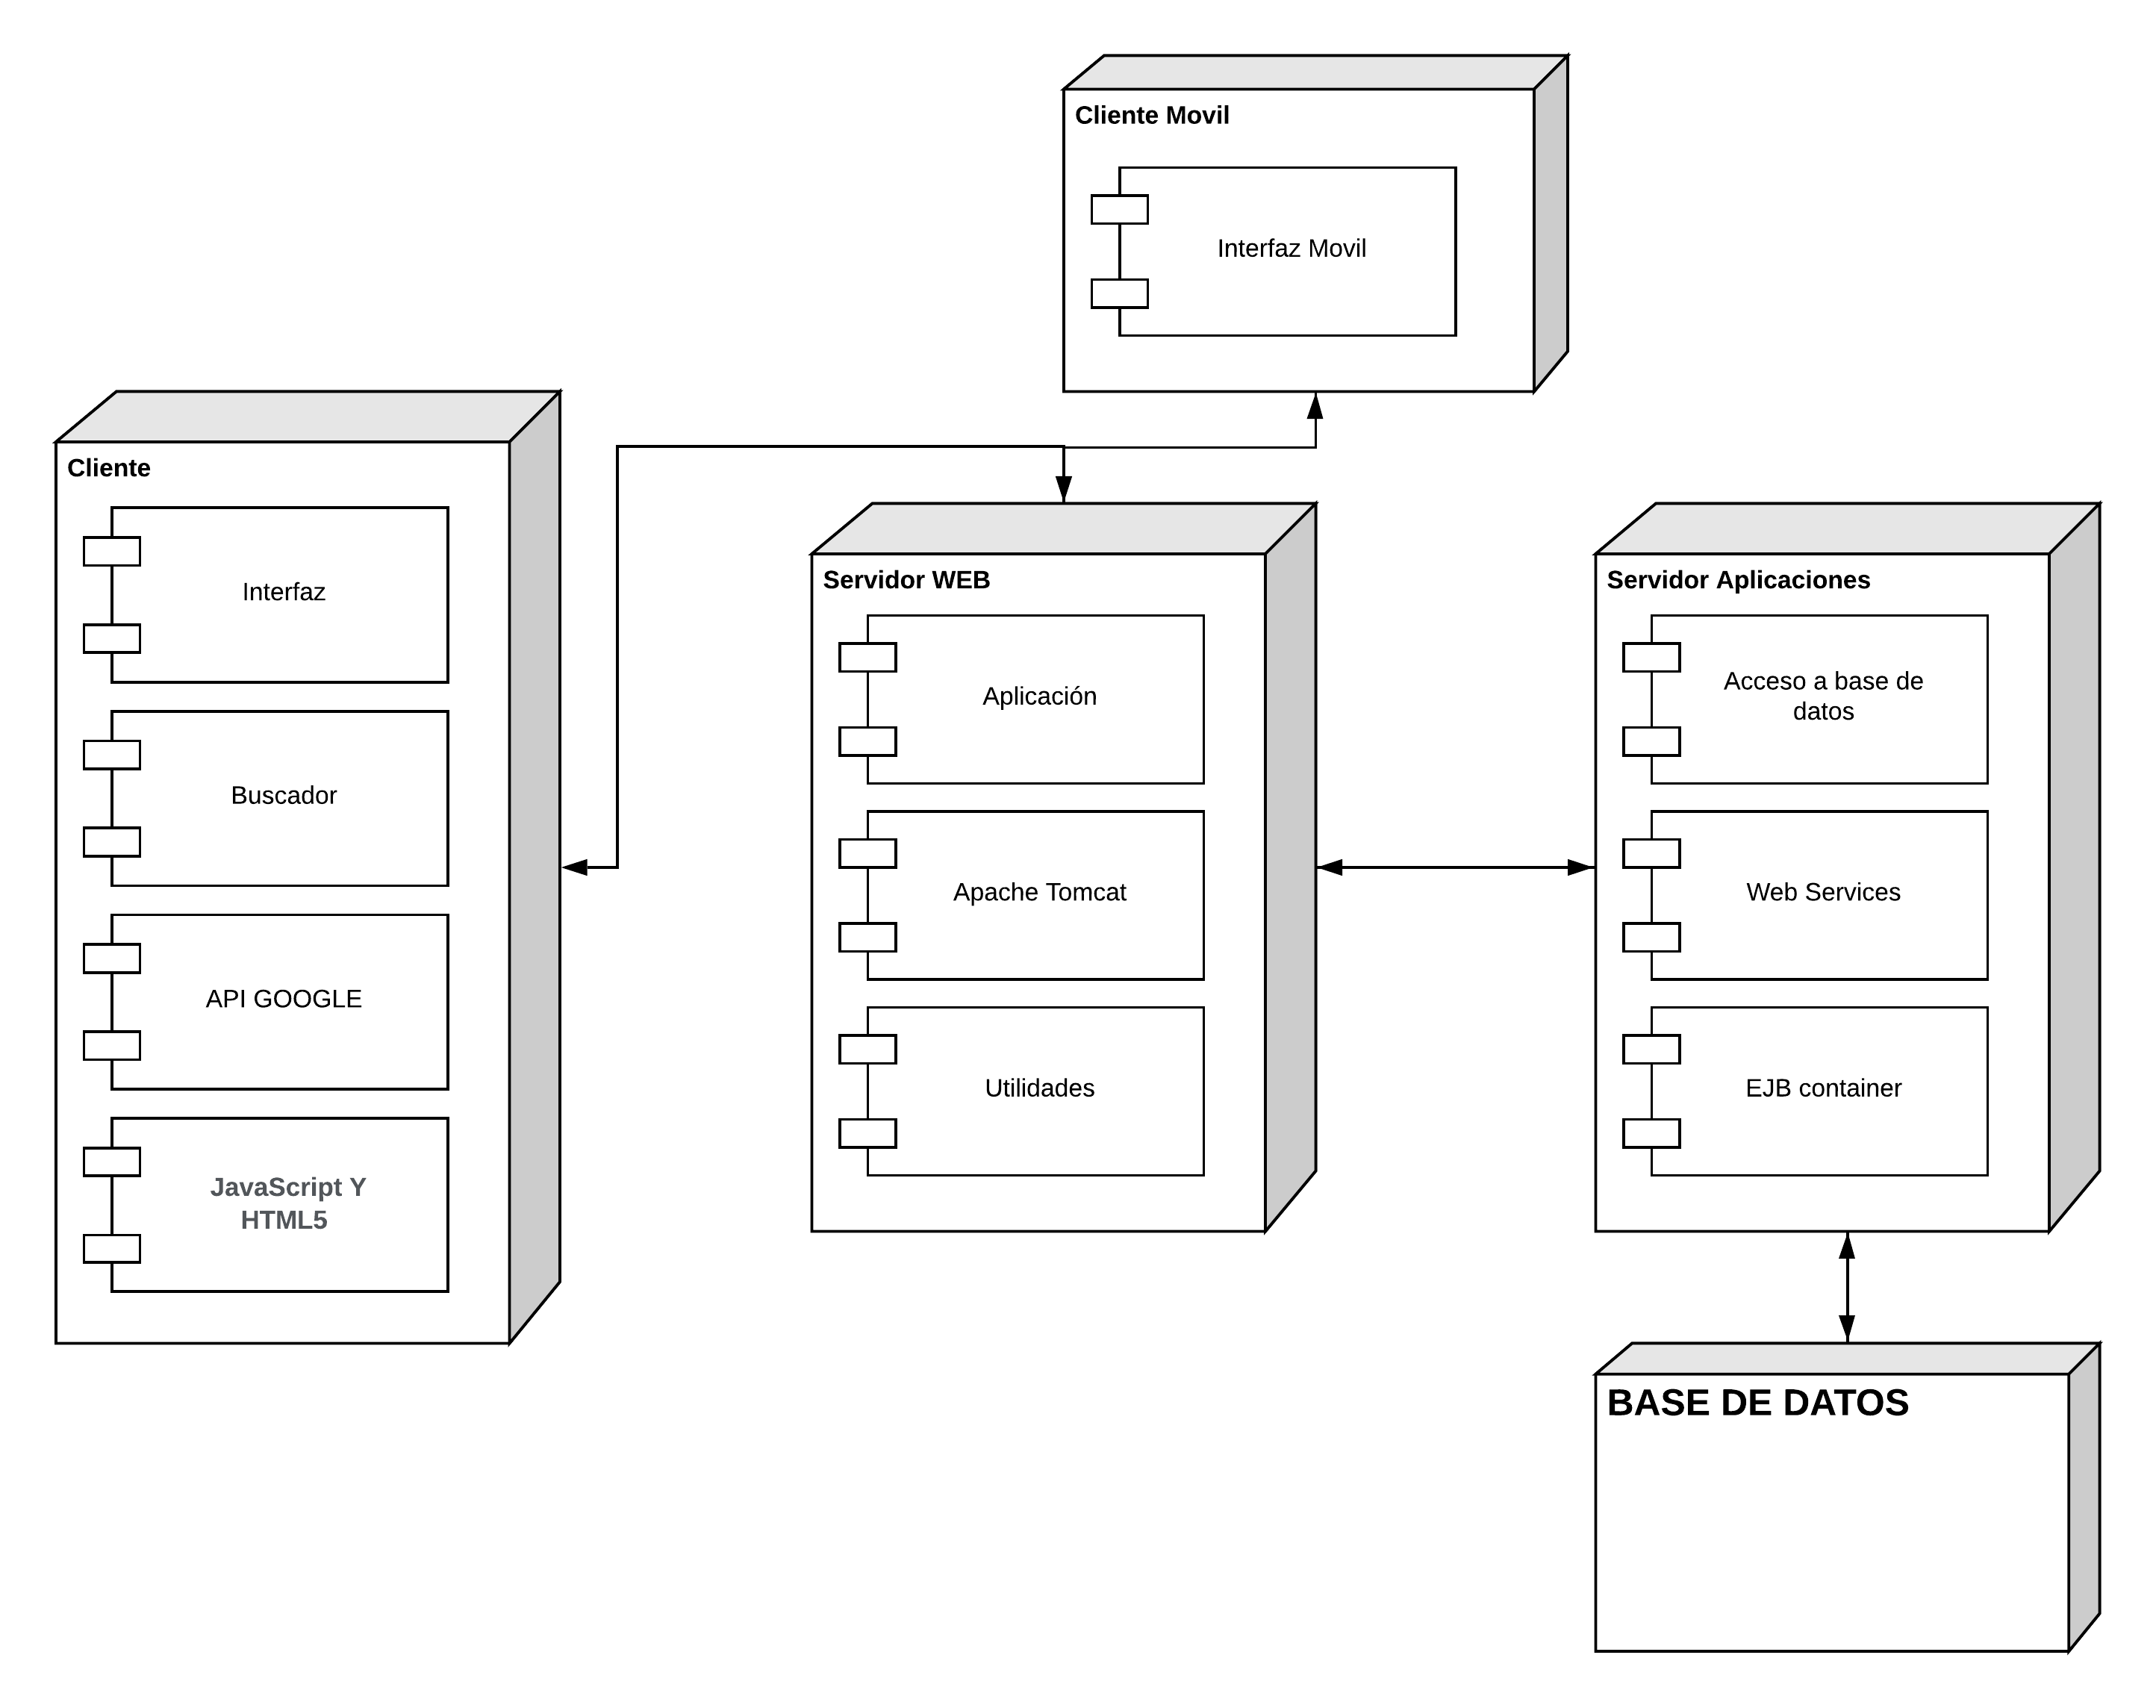 Cliente Movil
Interfaz Movil
Cliente
Interfaz
Buscador
API GOOGLE
JavaScript Y
HTML5
Servidor WEB
Aplicación
Apache Tomcat
Utilidades
Servidor Aplicaciones
Acceso a base de
datos
Web Services
EJB container
BASE DE DATOS